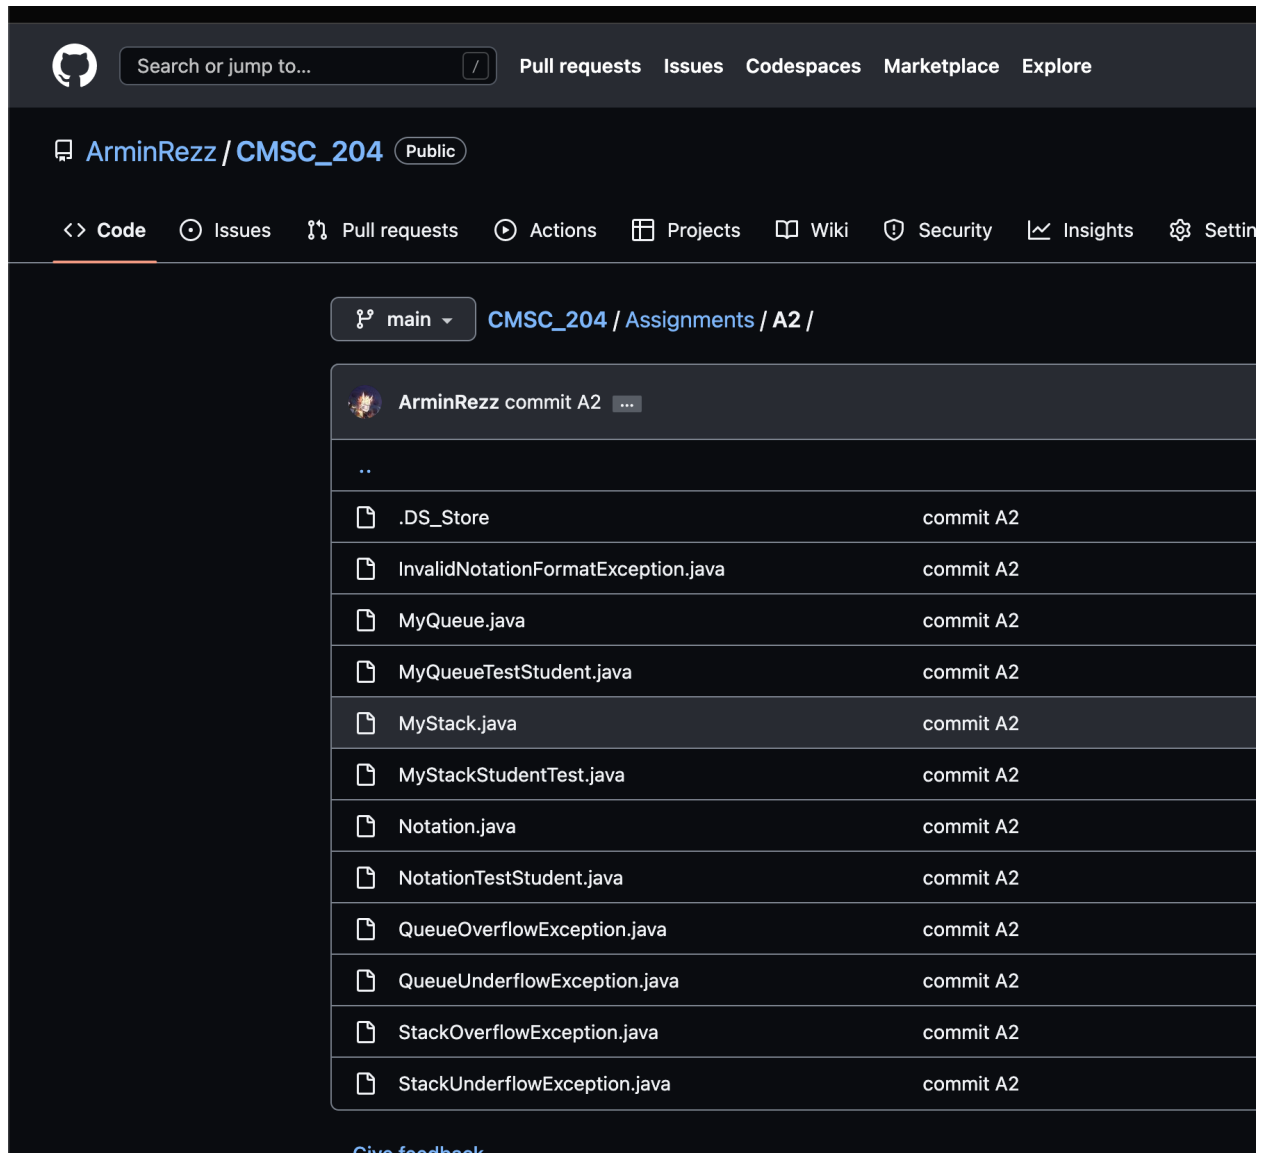 Search or jump to... / Pull requests Issues Codespaces Marketplace Explore
ArminRezz / CMSC_204 Public
Code Issues Pull requests Actions Projects Wiki Security Insights Settin
main CMSC_204 / Assignments / A2 /
ArminRezz commit A2 ...
..
.DS_Store commit A2
InvalidNotationFormatException.java commit A2
MyQueue.java commit A2
MyQueueTestStudent.java commit A2
MyStack.java commit A2
MyStackStudentTest.java commit A2
Notation.java commit A2
NotationTestStudent.java commit A2
QueueOverflowException.java commit A2
QueueUnderflowException.java commit A2
StackOverflowException.java commit A2
StackUnderflowException.java commit A2
Give feedback